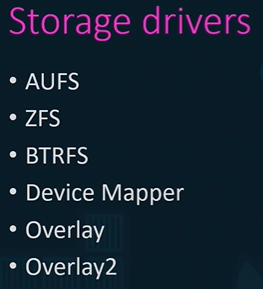 Storage drivers
• AUFS
• ZFS
• BTRFS
• Device Mapper
• Overlay
• Overlay2